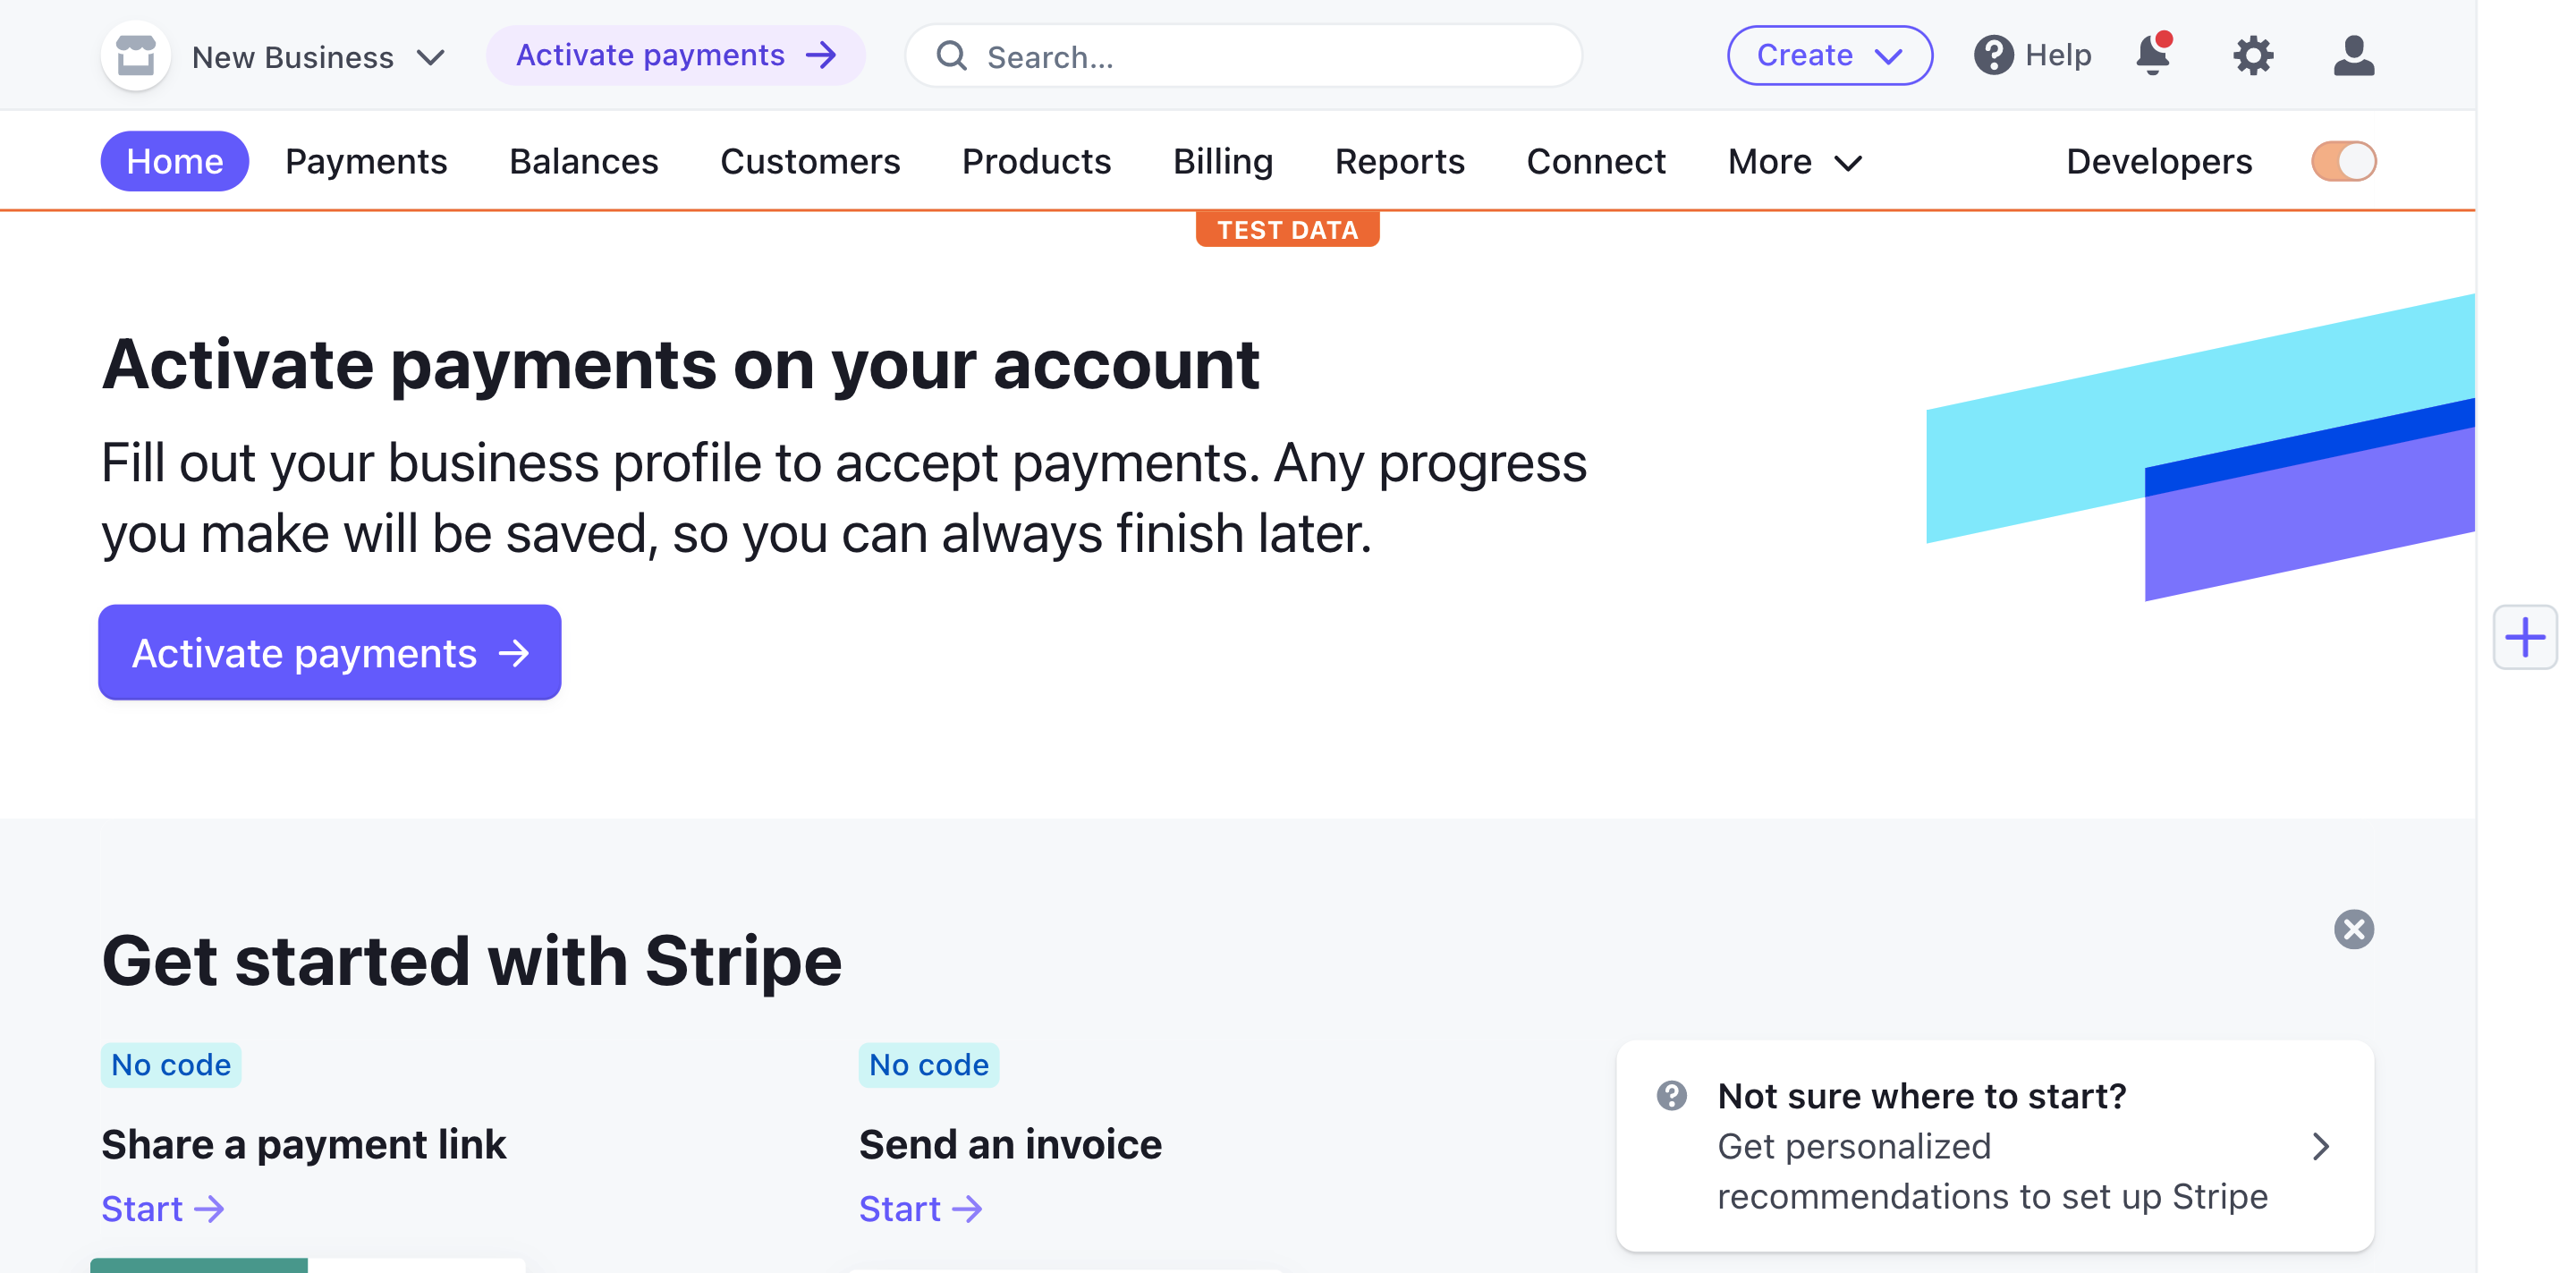 New Business
Activate payments
Search...
Create
Help
Home
Payments
Balances
Customers
Products
Billing
Reports
Connect
More
Developers
TEST DATA
Activate payments on your account
Fill out your business profile to accept payments. Any progress
you make will be saved, so you can always finish later.
Activate payments
Get started with Stripe
No code
Share a payment link
Start
No code
Send an invoice
Start
Not sure where to start?
Get personalized
recommendations to set up Stripe